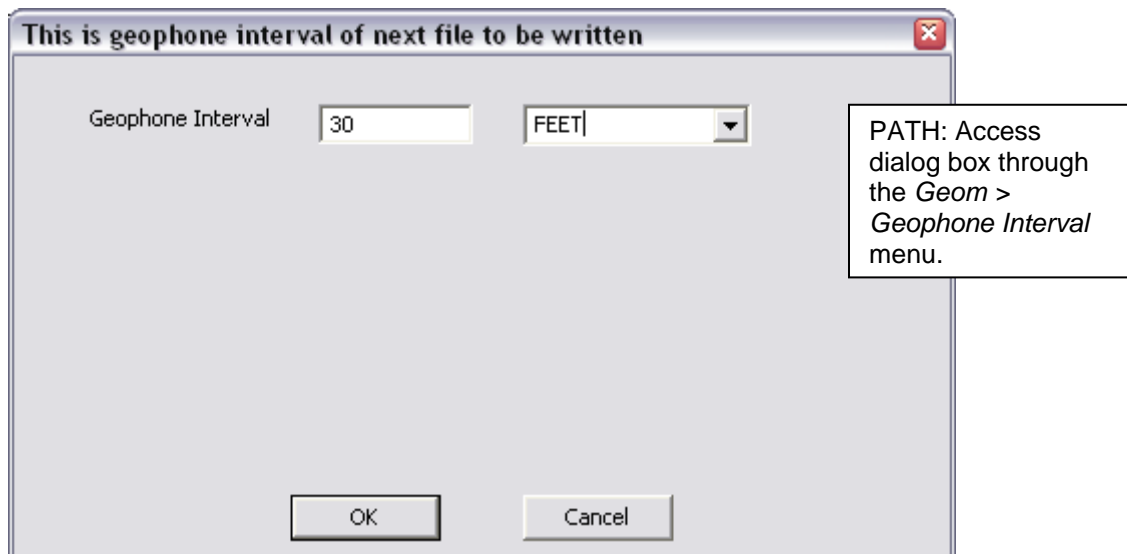 This is geophone interval of next file to be written
Geophone Interval 30 FEET
PATH: Access
dialog box through
the Geom >
Geophone Interval
menu.
OK Cancel